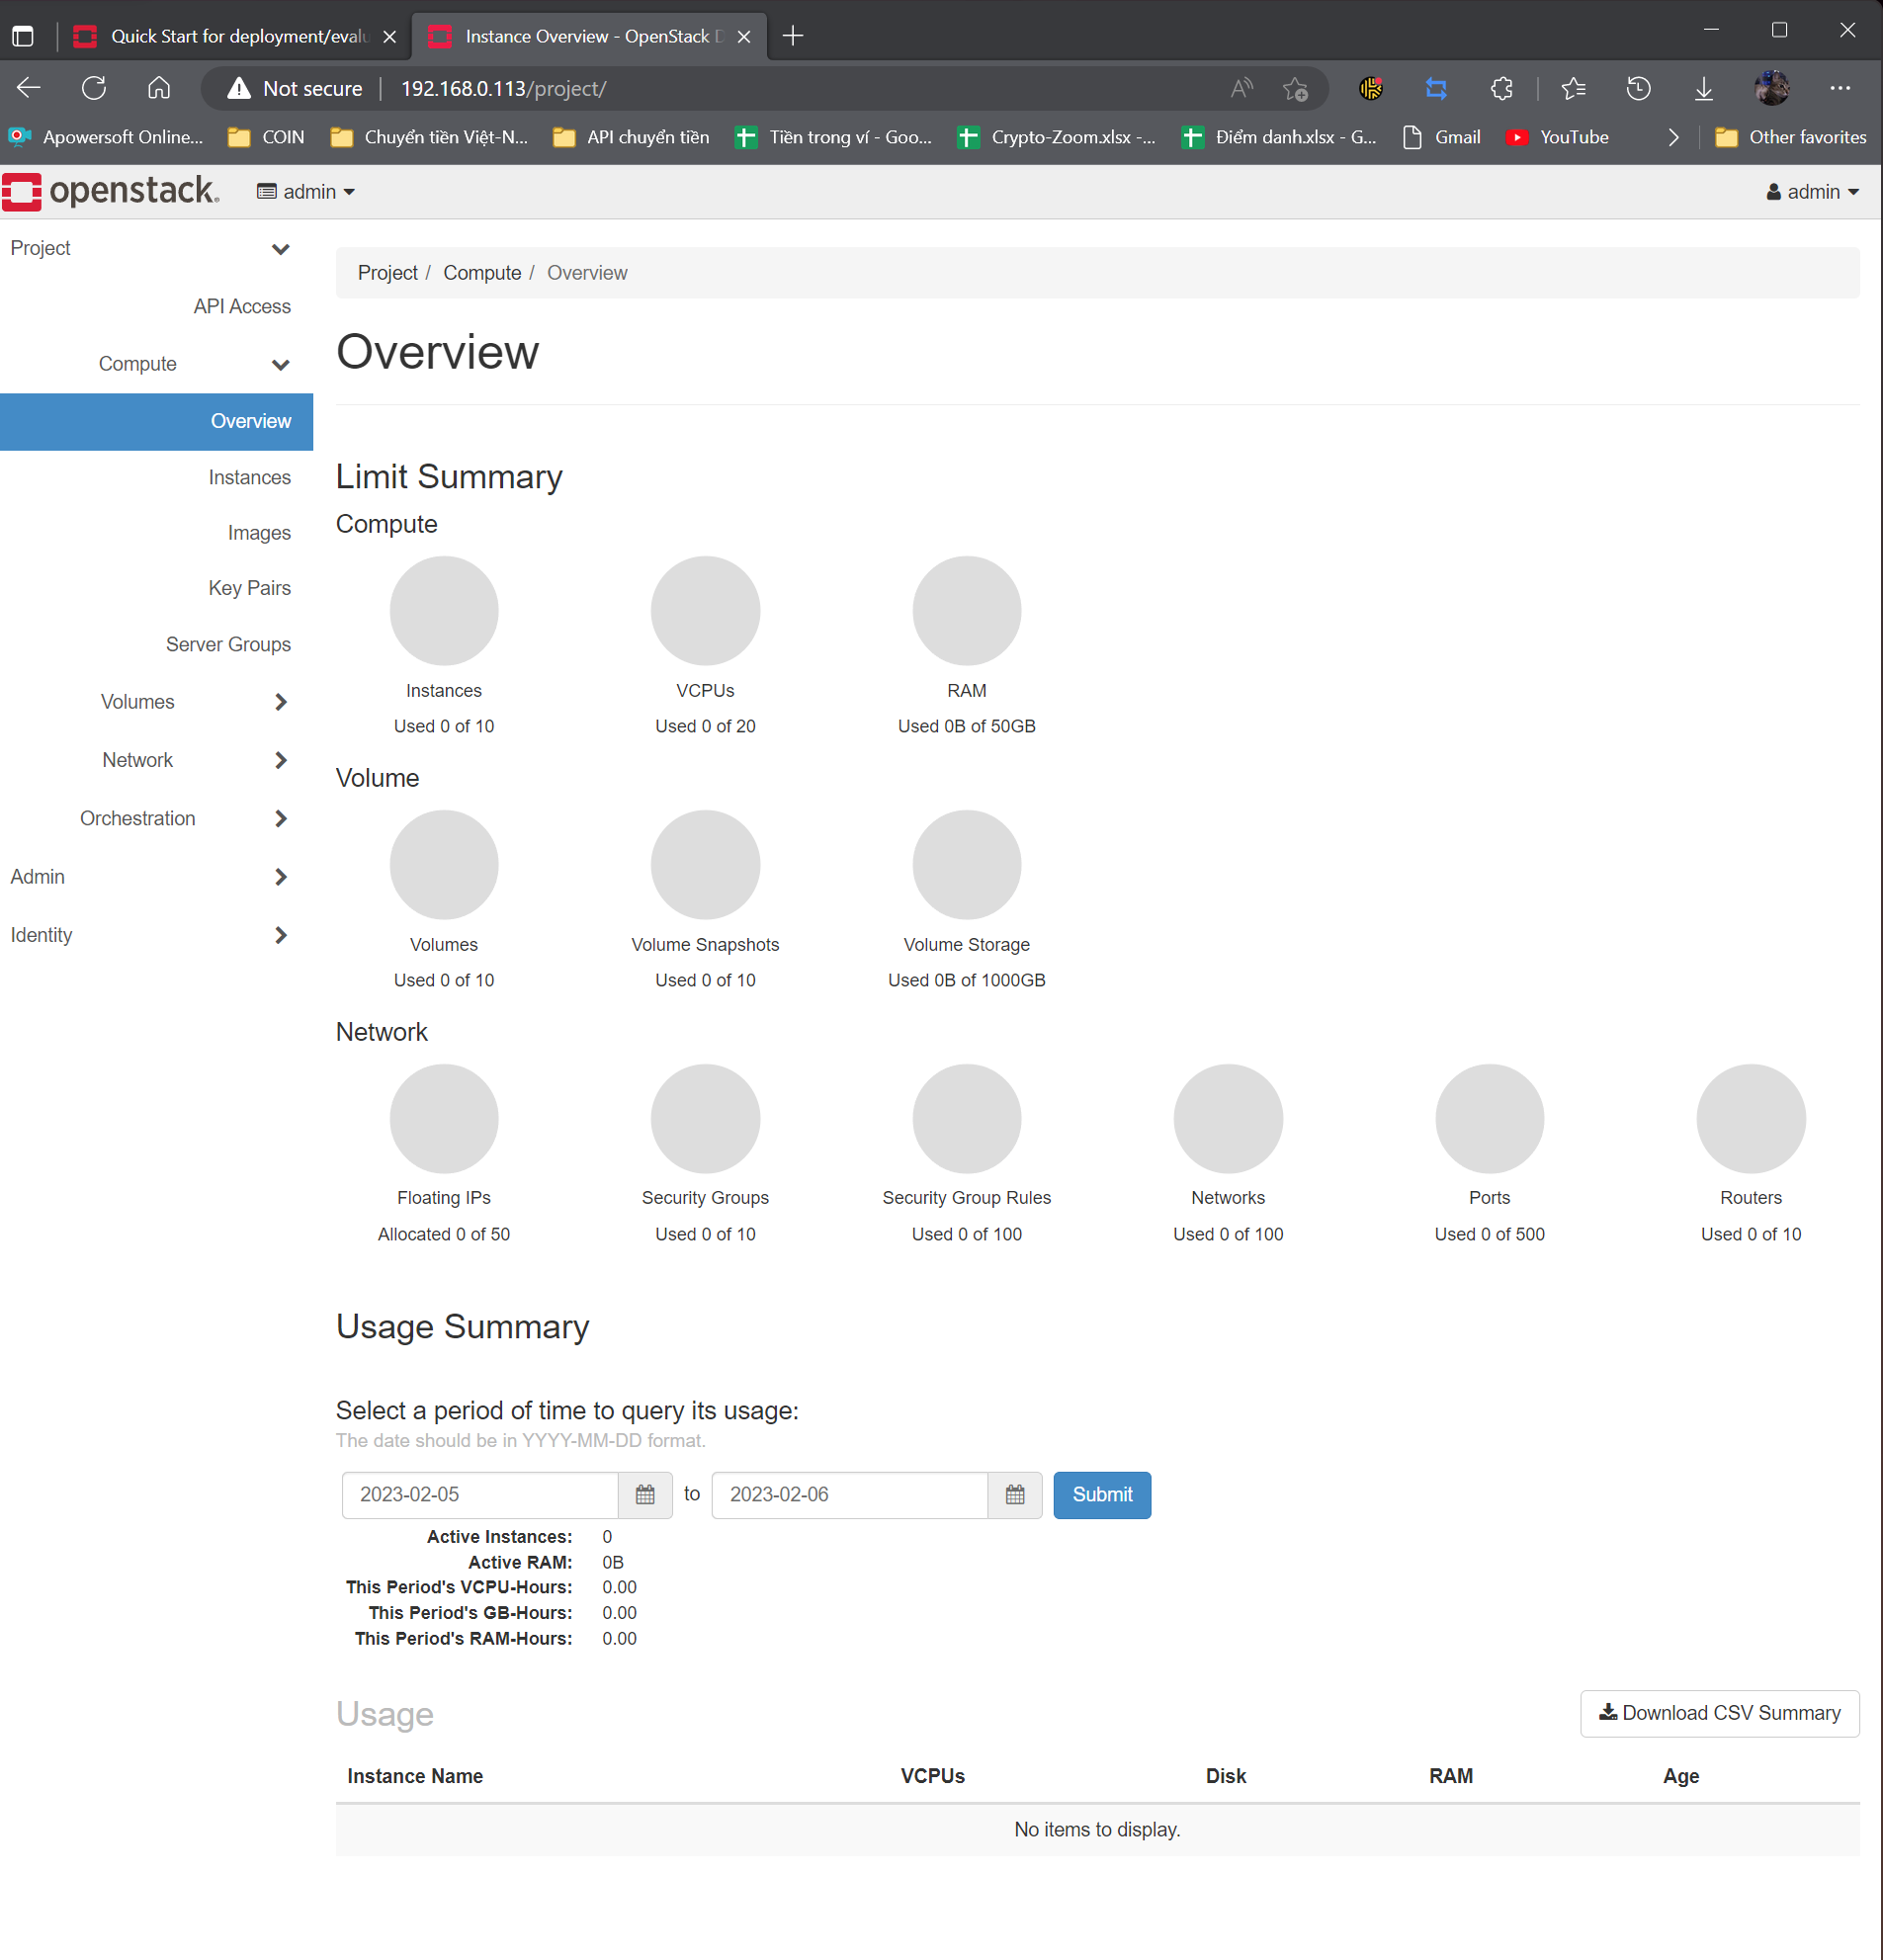 Quick Start for deployment/evalu
Instance Overview - OpenStack D
Not secure
192.168.0.113/project/
Apowersoft Online...
COIN
Chuyển tiền Việt-N...
API chuyển tiền
Tiền trong ví - Goo...
Crypto-Zoom.xlsx -...
Điểm danh.xlsx - G...
Gmail
YouTube
Other favorites
openstack.
admin
admin
Project
API Access
Compute
Overview
Instances
Images
Key Pairs
Server Groups
Volumes
Network
Orchestration
Admin
Identity
Project / Compute / Overview
Overview
Limit Summary
Compute
Instances
Used 0 of 10
VCPUs
Used 0 of 20
RAM
Used 0B of 50GB
Volume
Volumes
Used 0 of 10
Volume Snapshots
Used 0 of 10
Volume Storage
Used 0B of 1000GB
Network
Floating IPs
Allocated 0 of 50
Security Groups
Used 0 of 10
Security Group Rules
Used 0 of 100
Networks
Used 0 of 100
Ports
Used 0 of 500
Routers
Used 0 of 10
Usage Summary
Select a period of time to query its usage:
The date should be in YYYY-MM-DD format.
2023-02-05 to 2023-02-06 Submit
Active Instances: 0
Active RAM: 0B
This Period's VCPU-Hours: 0.00
This Period's GB-Hours: 0.00
This Period's RAM-Hours: 0.00
Usage
Download CSV Summary
Instance Name VCPUs Disk RAM Age
No items to display.